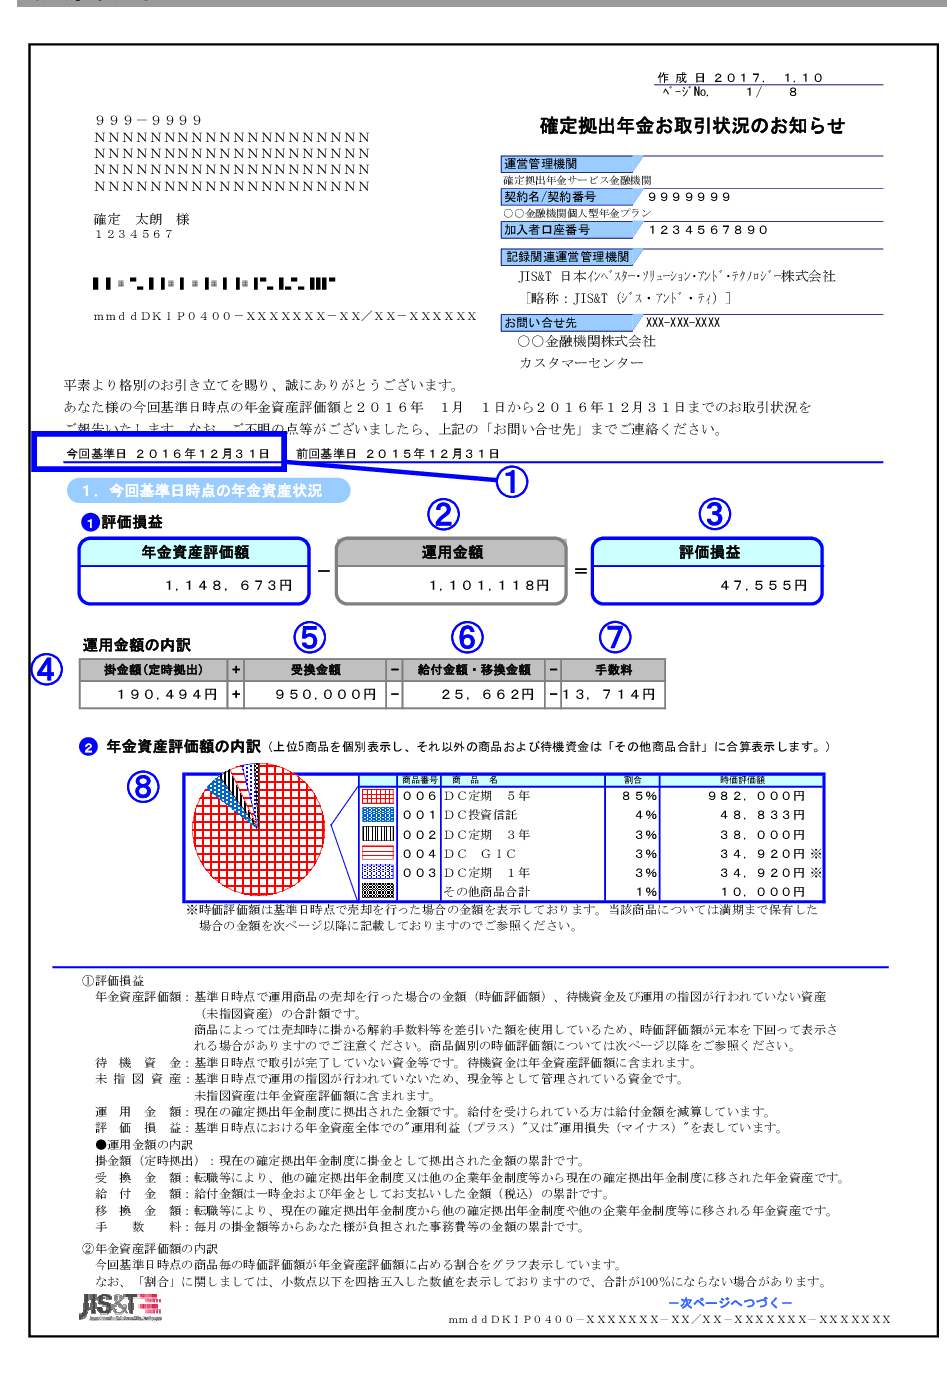 作 成 日 ２０１７． １．１０
ﾍﾟｰｼﾞNo. 1/ 8
９９９－９９９９
ＮＮＮＮＮＮＮＮＮＮＮＮＮＮＮＮＮＮＮＮ
ＮＮＮＮＮＮＮＮＮＮＮＮＮＮＮＮＮＮＮＮ
ＮＮＮＮＮＮＮＮＮＮＮＮＮＮＮＮＮＮＮＮ
ＮＮＮＮＮＮＮＮＮＮＮＮＮＮＮＮＮＮＮＮ
確定　太朗　様
１２３４５６７
ｍｍｄｄＤＫＩＰ０４００－ＸＸＸＸＸＸＸ－ＸＸ／ＸＸ－ＸＸＸＸＸＸ
確定拠出年金お取引状況のお知らせ
運営管理機関
確定拠出年金サービス金融機関
契約名/契約番号 ９９９９９９９
〇〇金融機関個人型年金プラン
加入者口座番号 １２３４５６７８９０
記録関連運営管理機関
JIS&T 日本ｲﾝﾍﾞｽﾀｰ･ｿﾘｭｰｼｮﾝ･ｱﾝﾄﾞ･ﾃｸﾉﾛｼﾞｰ株式会社
［略称：JIS&T（ｼﾞｽ・ｱﾝﾄﾞ・ﾃｨ）］
お問い合せ先 XXX-XXX-XXXX
〇〇金融機関株式会社
カスタマーセンター
平素より格別のお引き立てを賜り、誠にありがとうございます。
あなた様の今回基準日時点の年金資産評価額と２０１６年　１月　１日から２０１６年１２月３１日までのお取引状況を
ご報告いたします。なお、ご不明の点等がございましたら、上記の「お問い合せ先」までご連絡ください。
今回基準日 ２０１６年１２月３１日 前回基準日 ２０１５年１２月３１日
①
１．今回基準日時点の年金資産状況
❶評価損益
② ③
年金資産評価額 運用金額 評価損益
１，１４８，６７３円 － １，１０１，１１８円 ＝ ４７，５５５円
運用金額の内訳
⑤ ⑥ ⑦
④
掛金額(定時拠出) + 受換金額 − 給付金額・移換金額 − 手数料
１９０，４９４円 + ９５０，０００円 − ２５，６６２円 − １３，７１４円
❷ 年金資産評価額の内訳（上位5商品を個別表示し、それ以外の商品および待機資金は「その他商品合計」に合算表示します。）
⑧
商品番号 商 品 名 割合 時価評価額
００６ ＤＣ定期　５年 ８５% ９８２，０００円
００１ ＤＣ投資信託 ４% ４８，８３３円
００２ ＤＣ定期　３年 ３% ３８，０００円
００４ ＤＣ　ＧＩＣ ３% ３４，９２０円※
００３ ＤＣ定期　１年 ３% ３４，９２０円※
その他商品合計 １% １０，０００円
※時価評価額は基準日時点で売却を行った場合の金額を表示しております。当該商品については満期まで保有した
場合の金額を次ページ以降に記載しておりますのでご参照ください。
①評価損益
年金資産評価額：基準日時点で運用商品の売却を行った場合の金額（時価評価額）、待機資金及び運用の指図が行われていない資産
（未指図資産）の合計額です。
商品によっては売却時に掛かる解約手数料等を差引いた額を使用しているため、時価評価額が元本を下回って表示さ
れる場合がありますのでご注意ください。商品個別の時価評価額については次ページ以降をご参照ください。
待 機 資 金：基準日時点で取引が完了していない資金等です。待機資金は年金資産評価額に含まれます。
未 指 図 資 産：基準日時点で運用の指図が行われていないため、現金等として管理されている資金です。
未指図資産は年金資産評価額に含まれます。
運 用 金 額：現在の確定拠出年金制度に拠出された金額です。給付を受けられている方は給付金額を減算しています。
評 価 損 益：基準日時点における年金資産全体での"運用利益（プラス）"又は"運用損失（マイナス）"を表しています。
●運用金額の内訳
掛金額（定時拠出）：現在の確定拠出年金制度に掛金として拠出された金額の累計です。
受 換 金 額：転職等により、他の確定拠出年金制度又は他の企業年金制度等から現在の確定拠出年金制度に移された年金資産です。
給 付 金 額：給付金額は一時金および年金としてお支払いした金額（税込）の累計です。
移 換 金 額：転職等により、現在の確定拠出年金制度から他の確定拠出年金制度や他の企業年金制度等に移される年金資産です。
手 数 料：毎月の掛金額等からあなた様が負担された事務費等の金額の累計です。
②年金資産評価額の内訳
今回基準日時点の商品毎の時価評価額が年金資産評価額に占める割合をグラフ表示しています。
なお、「割合」に関しましては、小数点以下を四捨五入した数値を表示しておりますので、合計が100％にならない場合があります。
JIS&T
－次ページへつづく－
ｍｍｄｄＤＫＩＰ０４００－ＸＸＸＸＸＸＸ－ＸＸ／ＸＸ－ＸＸＸＸＸＸＸ－ＸＸＸＸＸＸＸ